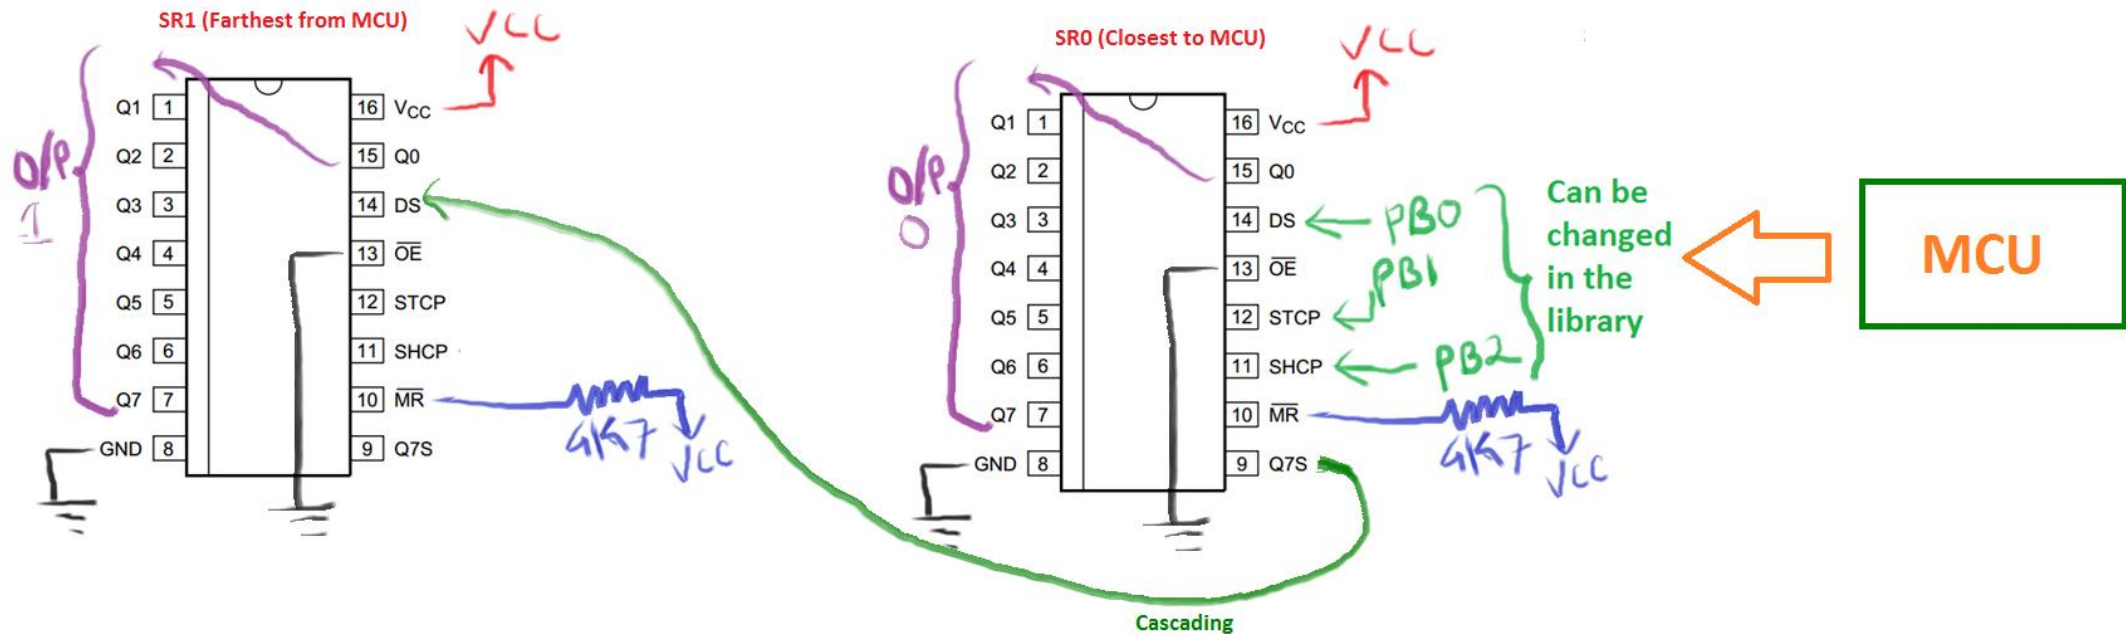 SR1 (Farthest from MCU)
VCC
Q1 1 16 VCC
Q2 2 15 Q0
Q3 3 14 DS
Q4 4 13 OE
Q5 5 12 STCP
Q6 6 11 SHCP
Q7 7 10 MR
GND 8 9 Q7S
O/P
1
4K7
VCC
SR0 (Closest to MCU)
VCC
Q1 1 16 VCC
Q2 2 15 Q0
Q3 3 14 DS
Q4 4 13 OE
Q5 5 12 STCP
Q6 6 11 SHCP
Q7 7 10 MR
GND 8 9 Q7S
O/P
0
PB0
PB1
PB2
4K7
VCC
Can be
changed
in the
library
MCU
Cascading